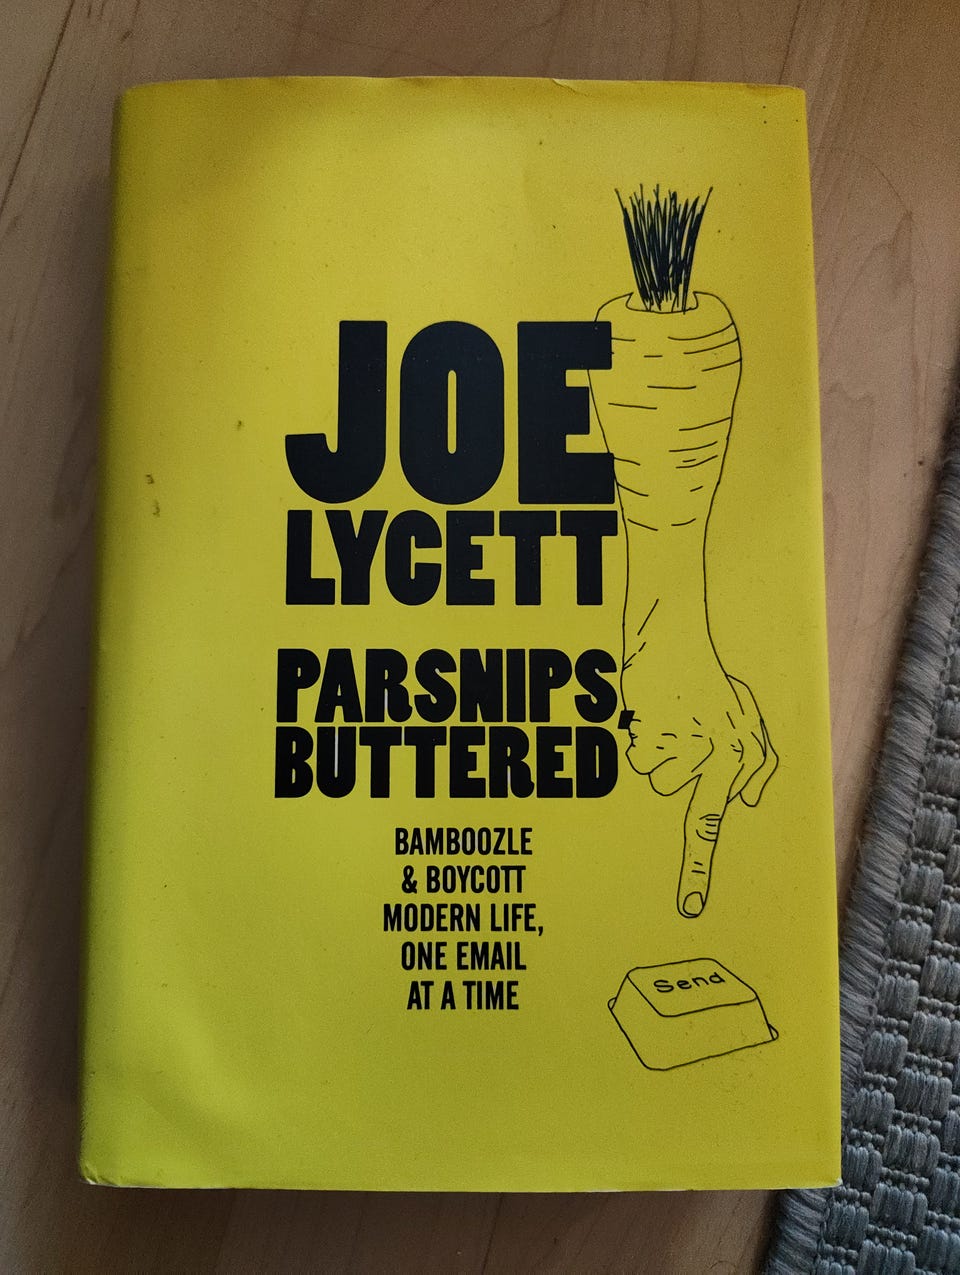 JOE
LYCETT
PARSNIPS,
BUTTERED
BAMBOOZLE
& BOYCOTT
MODERN LIFE,
ONE EMAIL
AT A TIME
Send